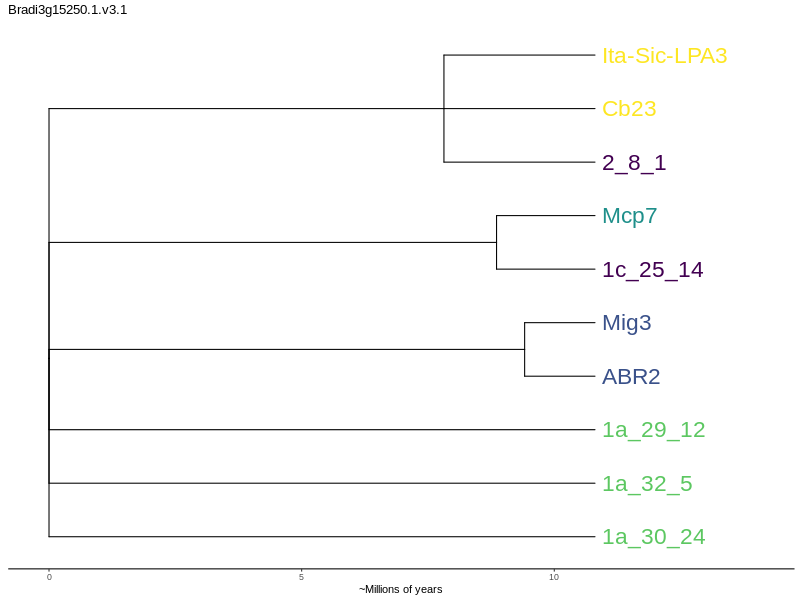 Bradi3g15250.1.v3.1
Ita-Sic-LPA3
Cb23
2_8_1
Mcp7
1c_25_14
Mig3
ABR2
1a_29_12
1a_32_5
1a_30_24
0 5 10
~Millions of years